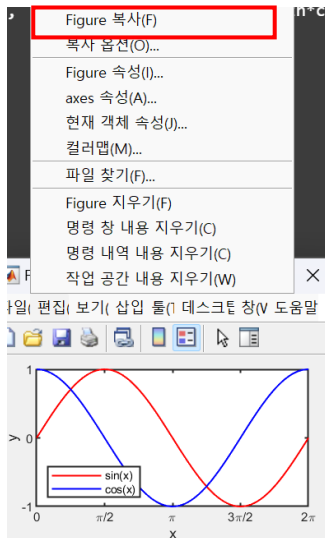 Figure 복사(F)
복사 옵션(O)...
Figure 속성(I)...
axes 속성(A)...
현재 객체 속성(J)...
컬러맵(M)...
파일 찾기(F)...
Figure 지우기(F)
명령 창 내용 지우기(C)
명령 내역 내용 지우기(C)
작업 공간 내용 지우기(W)
편집( 보기( 삽입 툴(T 데스크톱 창(V 도움말
1
y
0
-1
sin(x)
cos(x)
0 π/2 π 3π/2 2π
x